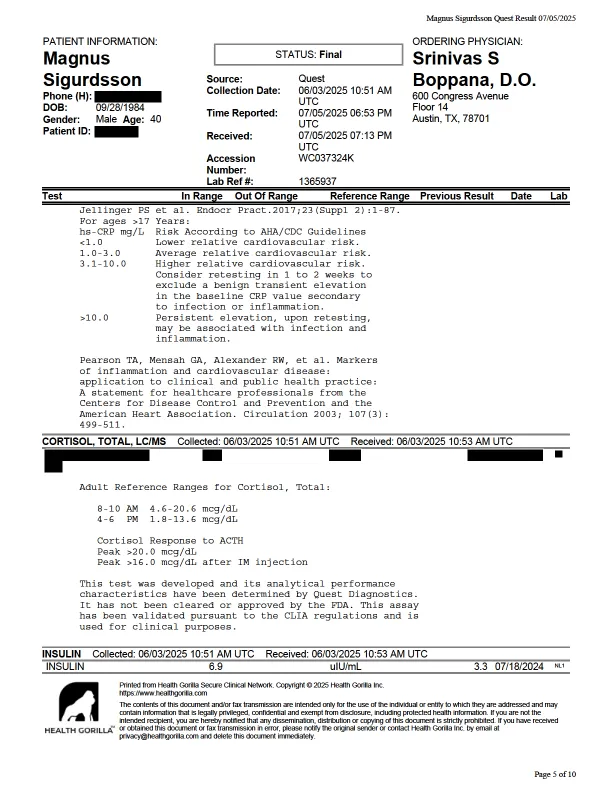 Magnus Sigurdsson Quest Result 07/05/2025
PATIENT INFORMATION:
Magnus
Sigurdsson
Phone (H):
DOB: 09/28/1984
Gender: Male Age: 40
Patient ID:
STATUS: Final
Source: Quest
Collection Date: 06/03/2025 10:51 AM
UTC
Time Reported: 07/05/2025 06:53 PM
UTC
Received: 07/05/2025 07:13 PM
UTC
Accession WC037324K
Number:
Lab Ref #: 1365937
ORDERING PHYSICIAN:
Srinivas S
Boppana, D.O.
600 Congress Avenue
Floor 14
Austin, TX, 78701
Test In Range Out Of Range Reference Range Previous Result Date Lab
Jellinger PS et al. Endocr Pract.2017;23(Suppl 2):1-87.
For ages >17 Years:
hs-CRP mg/L Risk According to AHA/CDC Guidelines
<1.0 Lower relative cardiovascular risk.
1.0-3.0 Average relative cardiovascular risk.
3.1-10.0 Higher relative cardiovascular risk.
Consider retesting in 1 to 2 weeks to
exclude a benign transient elevation
in the baseline CRP value secondary
to infection or inflammation.
>10.0 Persistent elevation, upon retesting,
may be associated with infection and
inflammation.
Pearson TA, Mensah GA, Alexander RW, et al. Markers
of inflammation and cardiovascular disease:
application to clinical and public health practice:
A statement for healthcare professionals from the
Centers for Disease Control and Prevention and the
American Heart Association. Circulation 2003; 107(3):
499-511.
CORTISOL, TOTAL, LC/MS Collected: 06/03/2025 10:51 AM UTC Received: 06/03/2025 10:53 AM UTC
Adult Reference Ranges for Cortisol, Total:
8-10 AM 4.6-20.6 mcg/dL
4-6 PM 1.8-13.6 mcg/dL
Cortisol Response to ACTH
Peak >20.0 mcg/dL
Peak >16.0 mcg/dL after IM injection
This test was developed and its analytical performance
characteristics have been determined by Quest Diagnostics.
It has not been cleared or approved by the FDA. This assay
has been validated pursuant to the CLIA regulations and is
used for clinical purposes.
INSULIN Collected: 06/03/2025 10:51 AM UTC Received: 06/03/2025 10:53 AM UTC
INSULIN 6.9 uIU/mL 3.3 07/18/2024 NL1
Printed from Health Gorilla Secure Clinical Network. Copyright © 2025 Health Gorilla Inc.
https://www.healthgorilla.com
The contents of this document and/or fax transmission are intended only for the use of the individual or entity to which they are addressed and may
contain information that is legally privileged, confidential and exempt from disclosure, including protected health information. If you are not the
intended recipient, you are hereby notified that any dissemination, distribution or copying of this document is strictly prohibited. If you have received
or obtained this document or fax transmission in error, please notify the original sender or contact Health Gorilla Inc. by email at
privacy@healthgorilla.com and delete this document immediately.
HEALTH GORILLA
Page 5 of 10